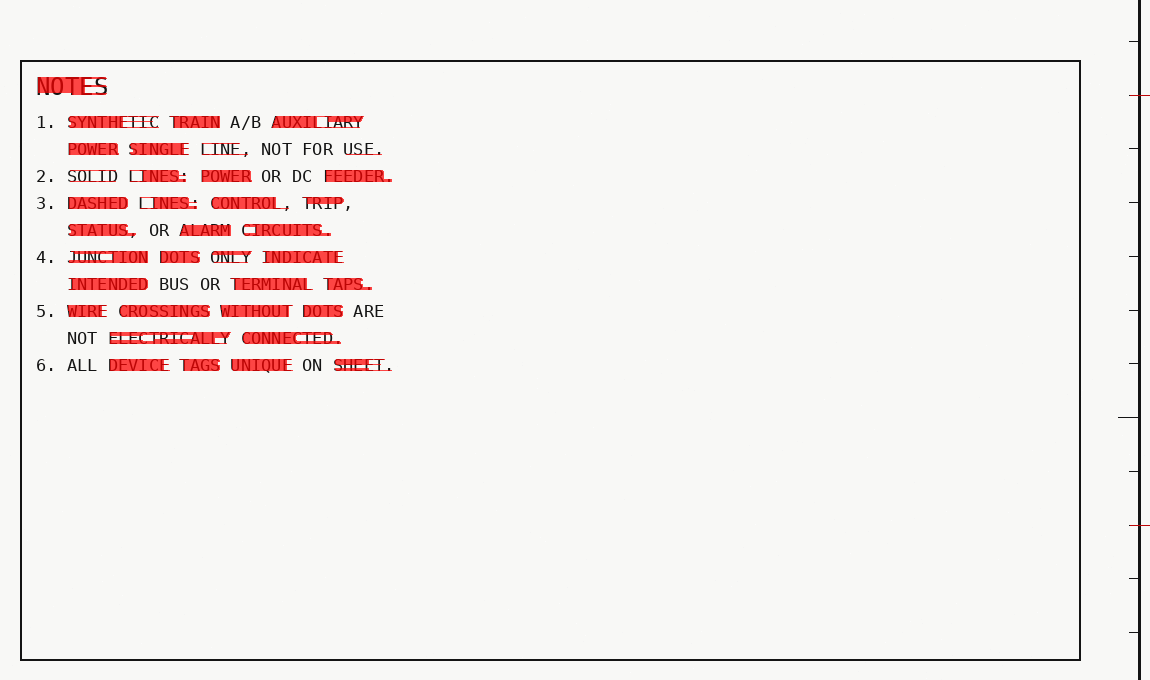 NOTES
1. SYNTHETIC TRAIN A/B AUXILIARY
POWER SINGLE LINE, NOT FOR USE.
2. SOLID LINES: POWER OR DC FEEDER.
3. DASHED LINES: CONTROL, TRIP,
STATUS, OR ALARM CIRCUITS.
4. JUNCTION DOTS ONLY INDICATE
INTENDED BUS OR TERMINAL TAPS.
5. WIRE CROSSINGS WITHOUT DOTS ARE
NOT ELECTRICALLY CONNECTED.
6. ALL DEVICE TAGS UNIQUE ON SHEET.